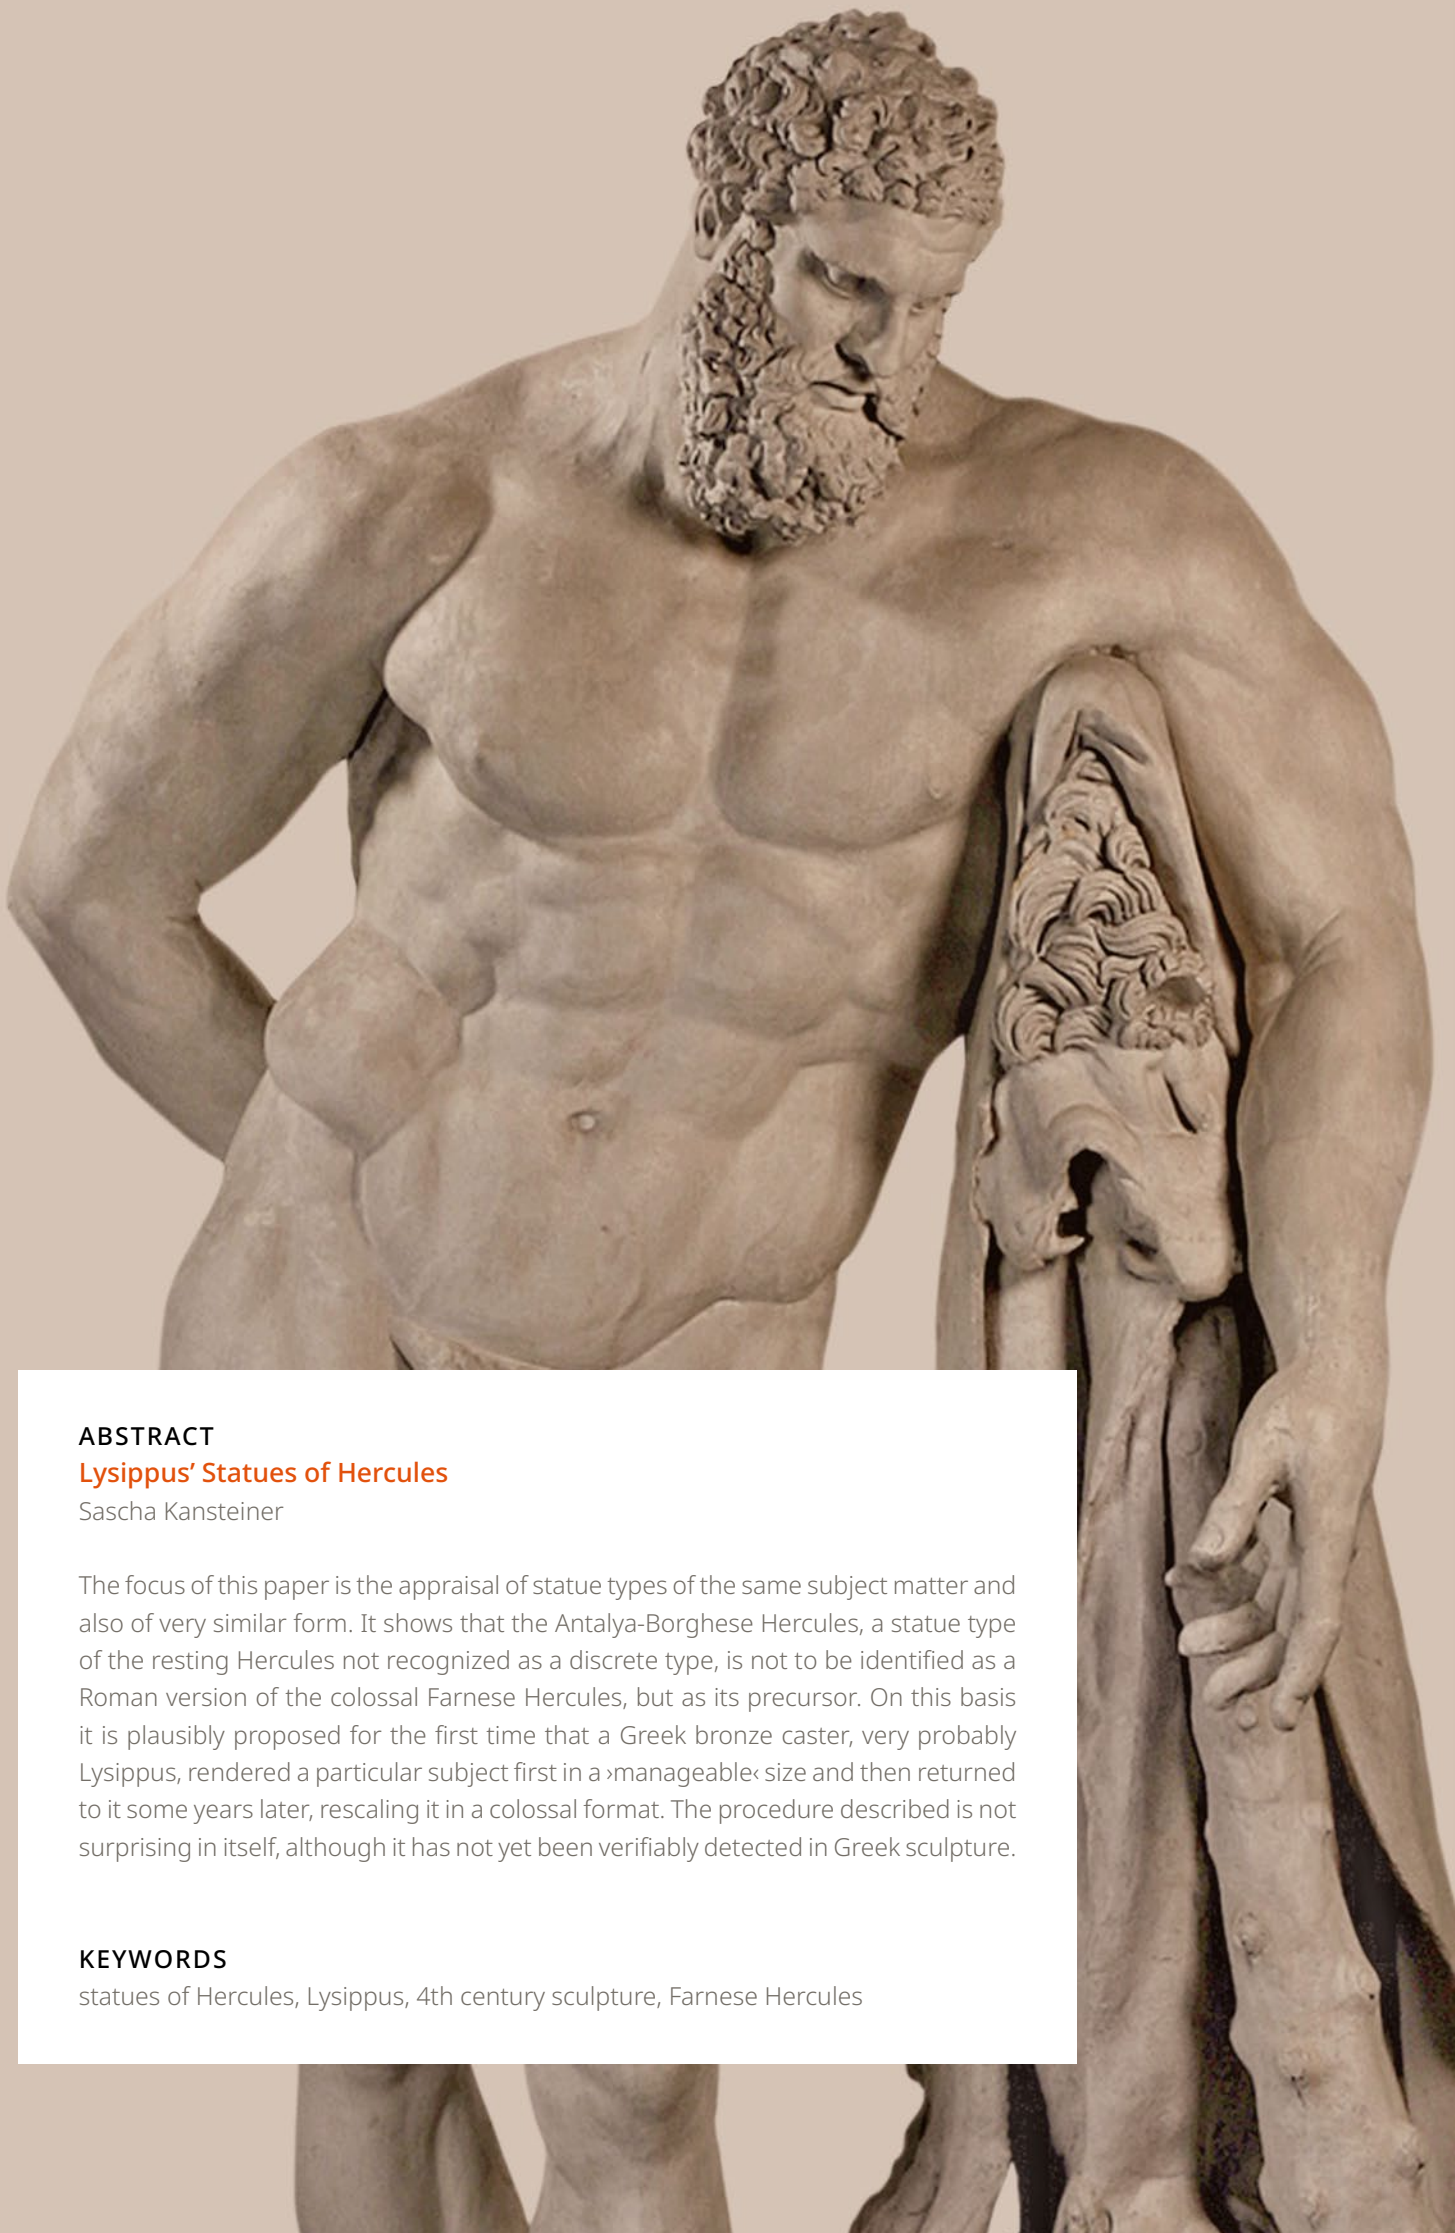 ABSTRACT
Lysippus’ Statues of Hercules
Sascha Kansteiner
The focus of this paper is the appraisal of statue types of the same subject matter and
also of very similar form. It shows that the Antalya-Borghese Hercules, a statue type
of the resting Hercules not recognized as a discrete type, is not to be identified as a
Roman version of the colossal Farnese Hercules, but as its precursor. On this basis
it is plausibly proposed for the first time that a Greek bronze caster, very probably
Lysippus, rendered a particular subject first in a ›manageable‹ size and then returned
to it some years later, rescaling it in a colossal format. The procedure described is not
surprising in itself, although it has not yet been verifiably detected in Greek sculpture.
KEYWORDS
statues of Hercules, Lysippus, 4th century sculpture, Farnese Hercules